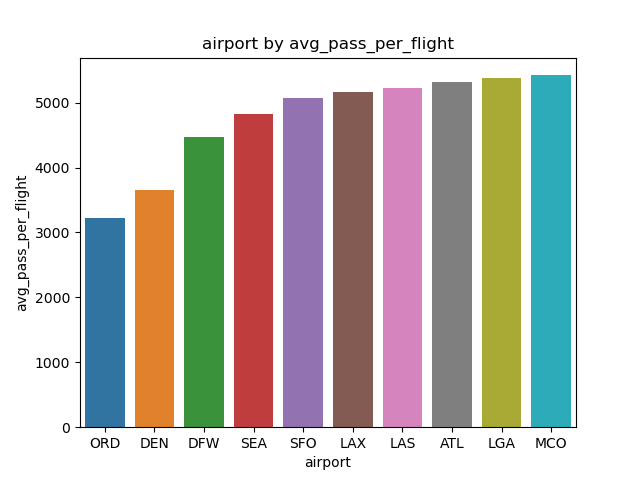 airport by avg_pass_per_flight
avg_pass_per_flight
5000
4000
3000
2000
1000
0
ORD DEN DFW SEA SFO LAX LAS ATL LGA MCO
airport